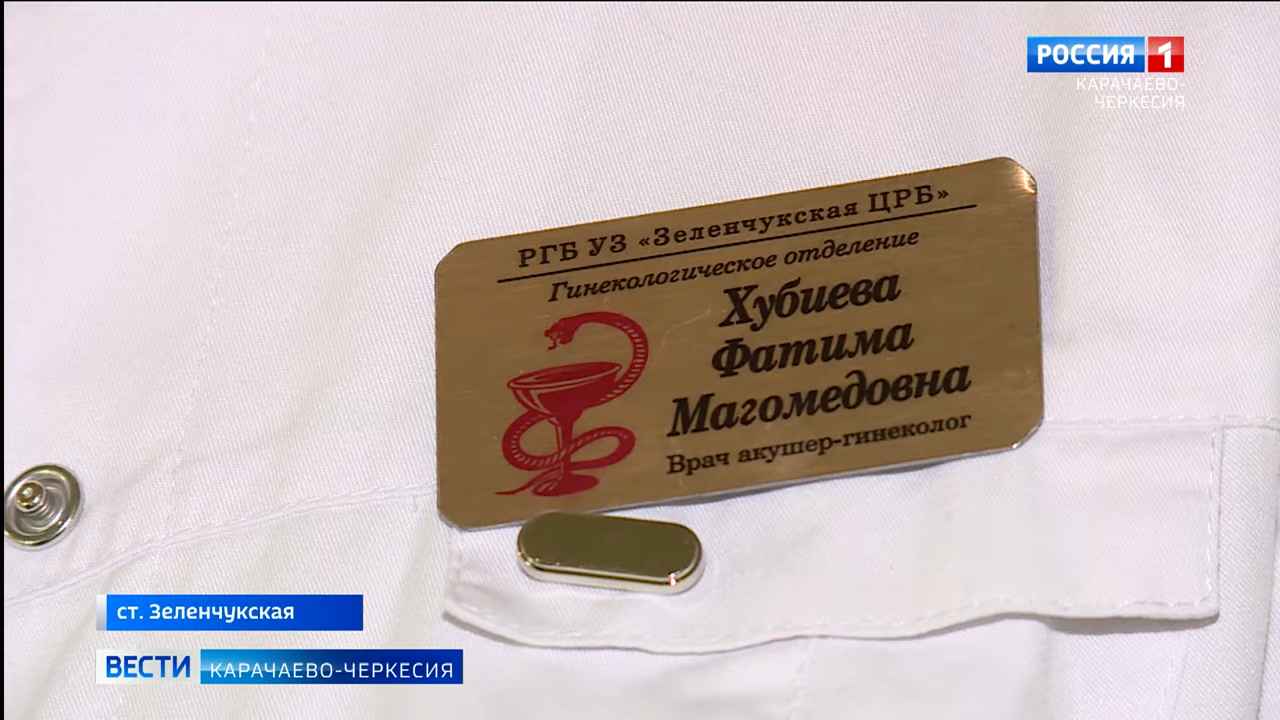 РОССИЯ 1
КАРАЧАЕВО-
ЧЕРКЕСИЯ
РГБ УЗ «Зеленчукская ЦРБ»
Гинекологическое отделение
Хубиева
Фатима
Магомедовна
Врач акушер-гинеколог
ст. Зеленчукская
ВЕСТИ КАРАЧАЕВО-ЧЕРКЕСИЯ